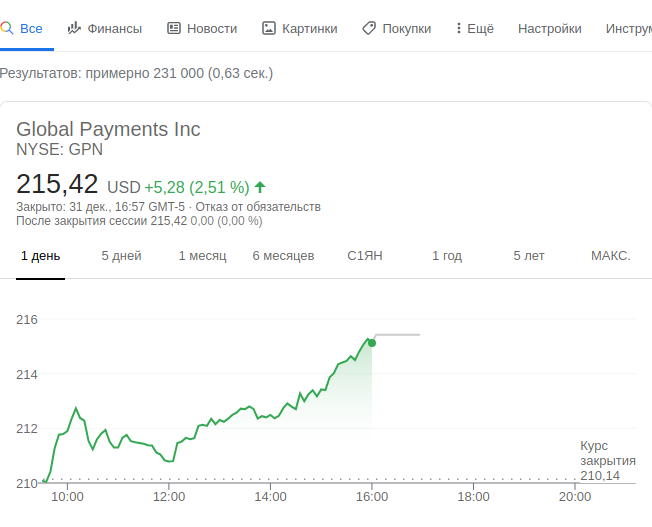 Все Финансы Новости Картинки Покупки Ещё Настройки
Результатов: примерно 231 000 (0,63 сек.)
Global Payments Inc
NYSE: GPN
215,42 USD +5,28 (2,51 %)
Закрыто: 31 дек., 16:57 GMT-5 · Отказ от обязательств
После закрытия сессии 215,42 0,00 (0,00 %)
1 день 5 дней 1 месяц 6 месяцев С1ЯН 1 год 5 лет МАКС.
216
214
212
210
Курс
закрытия
210,14
10:00 12:00 14:00 16:00 18:00 20:00